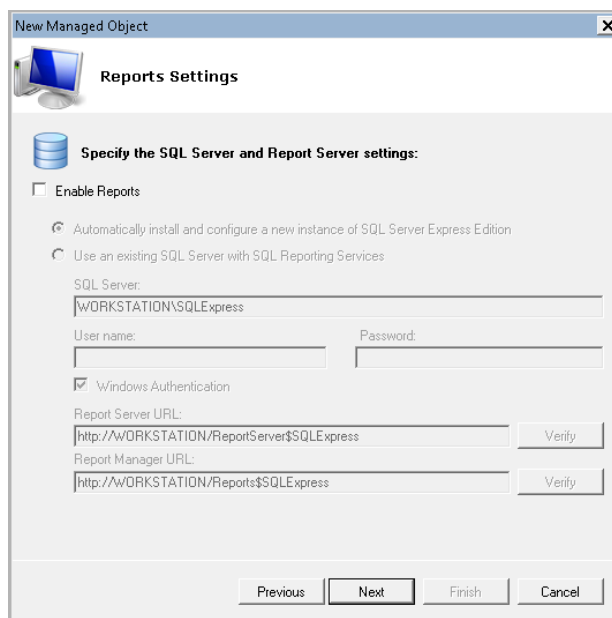 New Managed Object
Reports Settings
Specify the SQL Server and Report Server settings:
Enable Reports
Automatically install and configure a new instance of SQL Server Express Edition
Use an existing SQL Server with SQL Reporting Services
SQL Server:
WORKSTATION\SQLExpress
User name: Password:
Windows Authentication
Report Server URL:
http://WORKSTATION/ReportServer$SQLExpress Verify
Report Manager URL:
http://WORKSTATION/Reports$SQLExpress Verify
Previous Next Finish Cancel